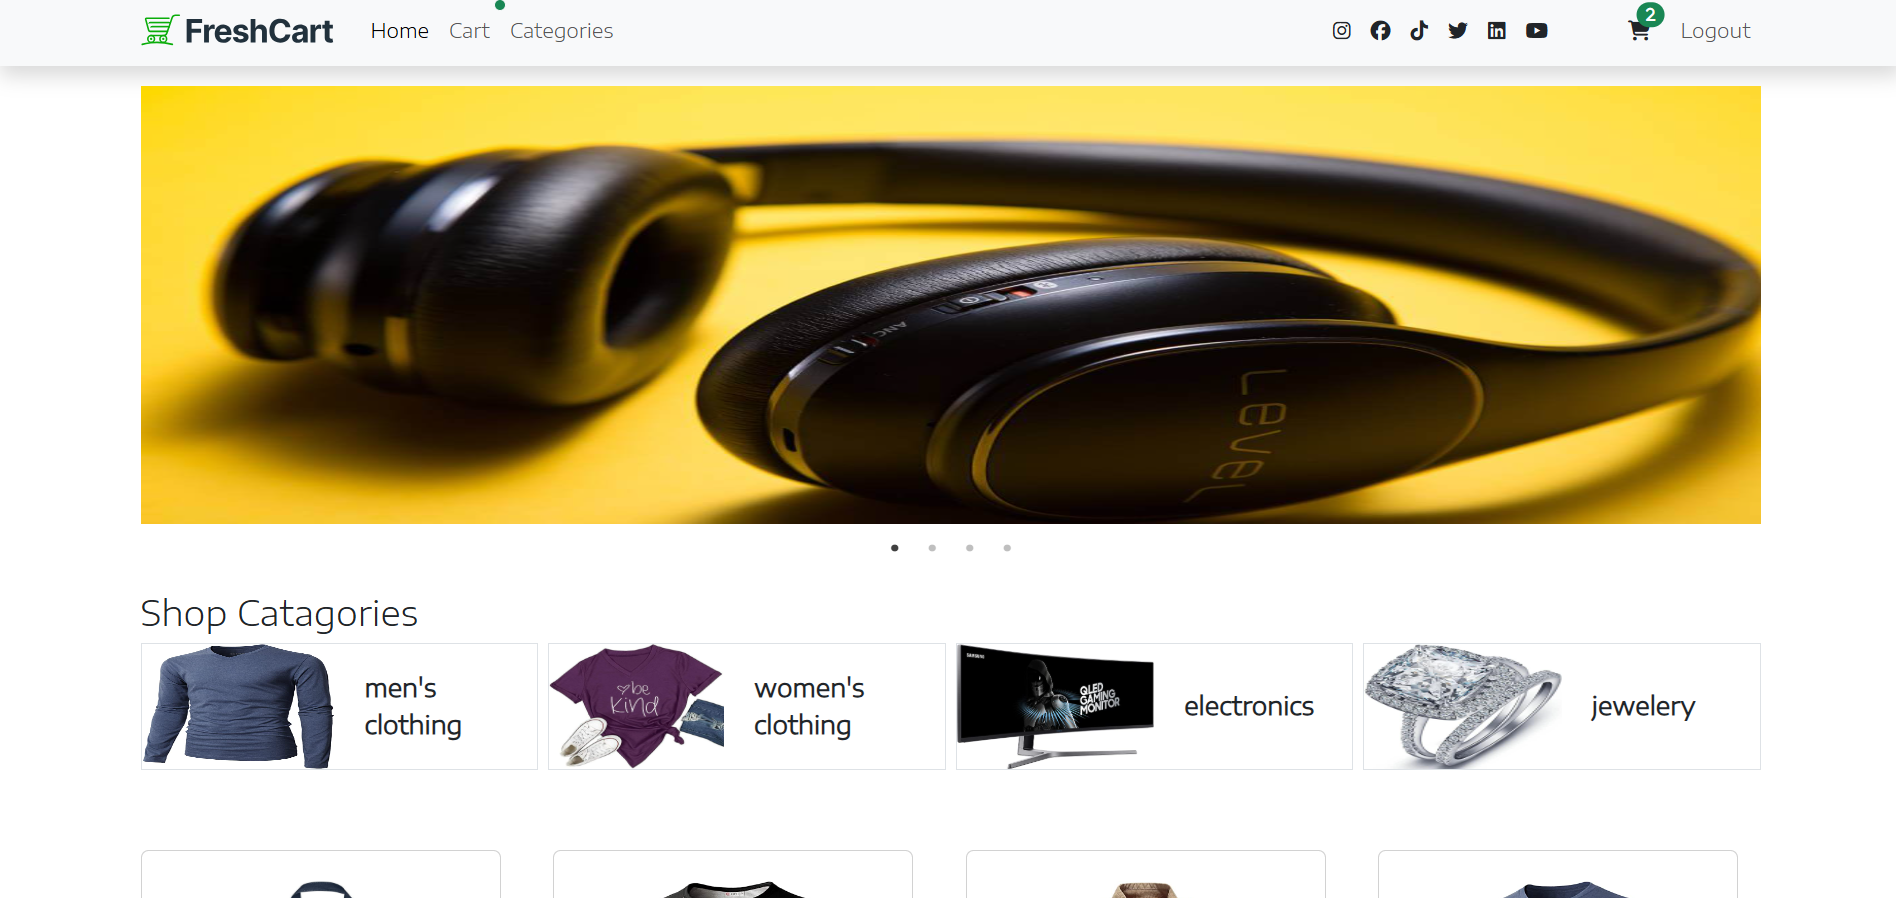 FreshCart
Home
Cart
Categories
2
Logout
ANC
LEVEL
Shop Catagories
men's
clothing
be
kind
women's
clothing
SAMSUNG
QLED
GAMING
MONITOR
electronics
jewelery